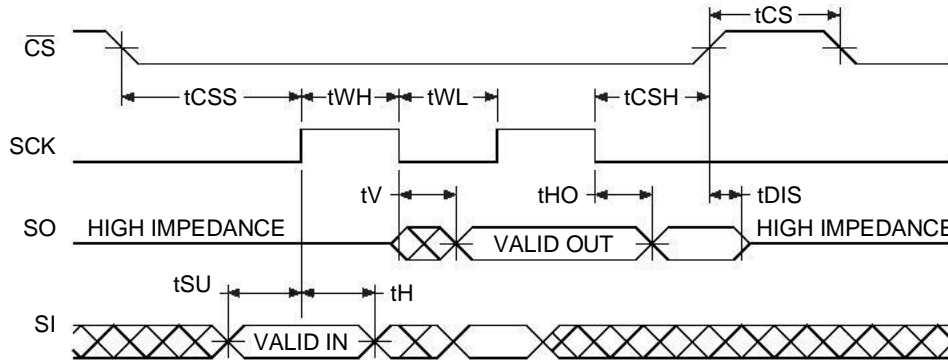 tCS
CS
tCSS
tWH
tWL
tCSH
SCK
tV
tHO
tDIS
SO
HIGH IMPEDANCE
VALID OUT
HIGH IMPEDANCE
tSU
tH
SI
VALID IN